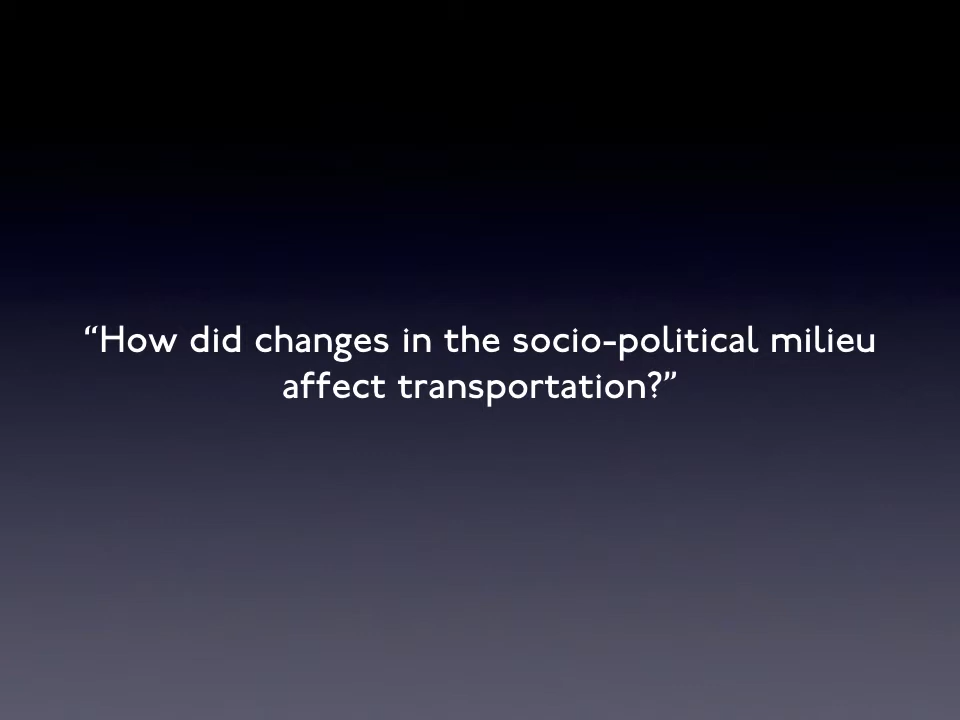 “How did changes in the socio-political milieu
affect transportation?”